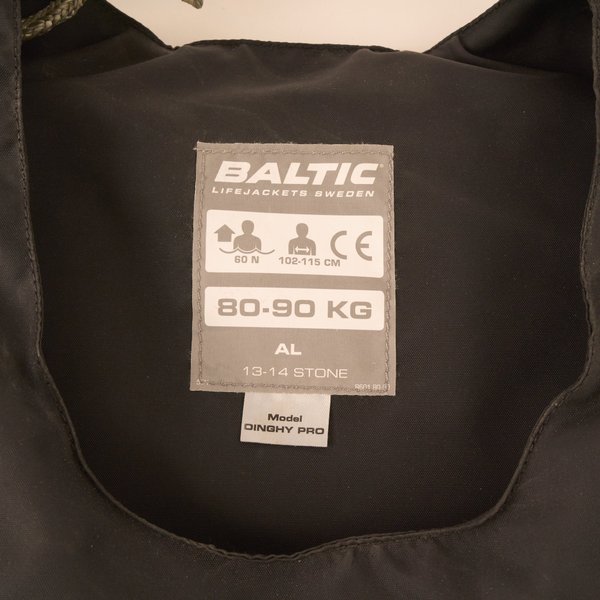 BALTIC
LIFEJACKETS SWEDEN
60 N 102-115 CM CE
80-90 KG
AL
13-14 STONE
Model
DINGHY PRO